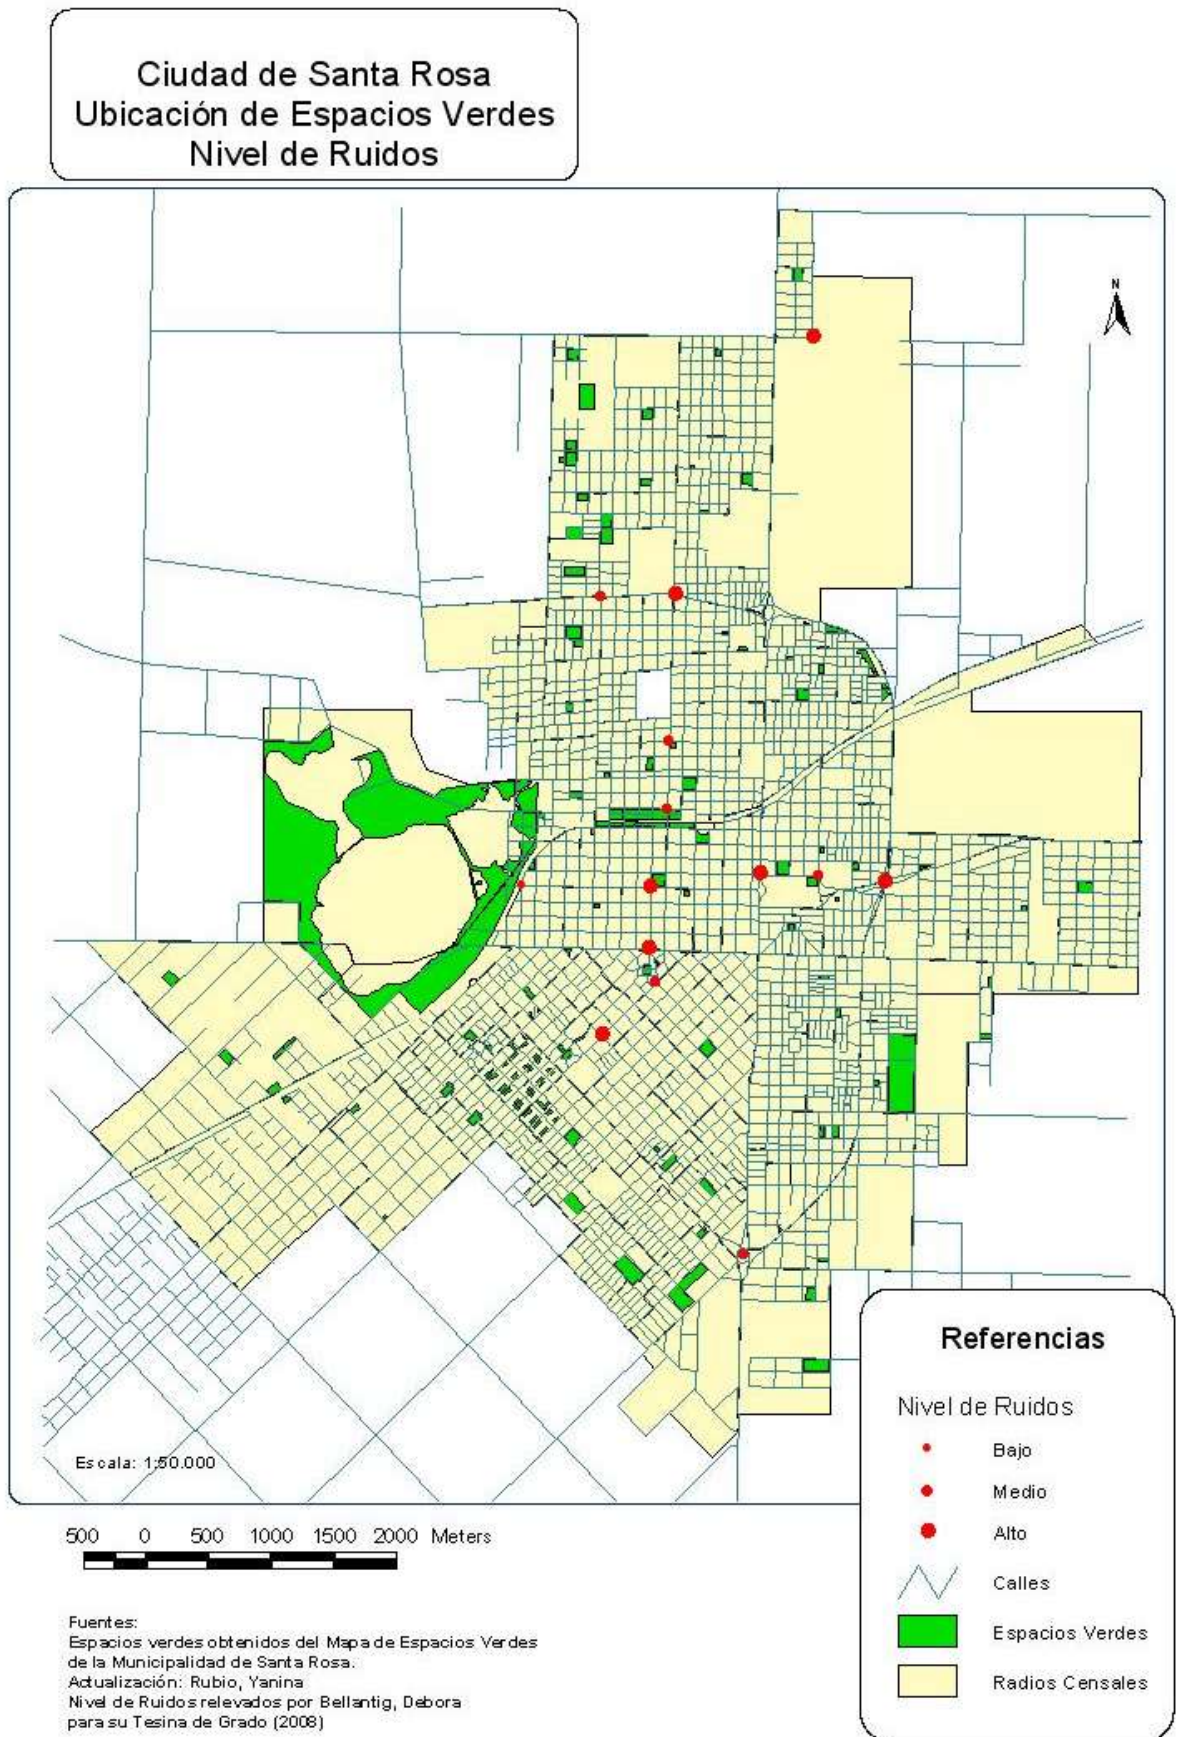 Ciudad de Santa Rosa
Ubicación de Espacios Verdes
Nivel de Ruidos
N
Referencias
Nivel de Ruidos
Bajo
Medio
Alto
Calles
Espacios Verdes
Radios Censales
Escala: 1:50.000
500 0 500 1000 1500 2000 Meters
Fuentes:
Espacios verdes obtenidos del Mapa de Espacios Verdes
de la Municipalidad de Santa Rosa.
Actualización: Rubio, Yanina
Nivel de Ruidos relevados por Bellantig, Debora
para su Tesina de Grado (2008)